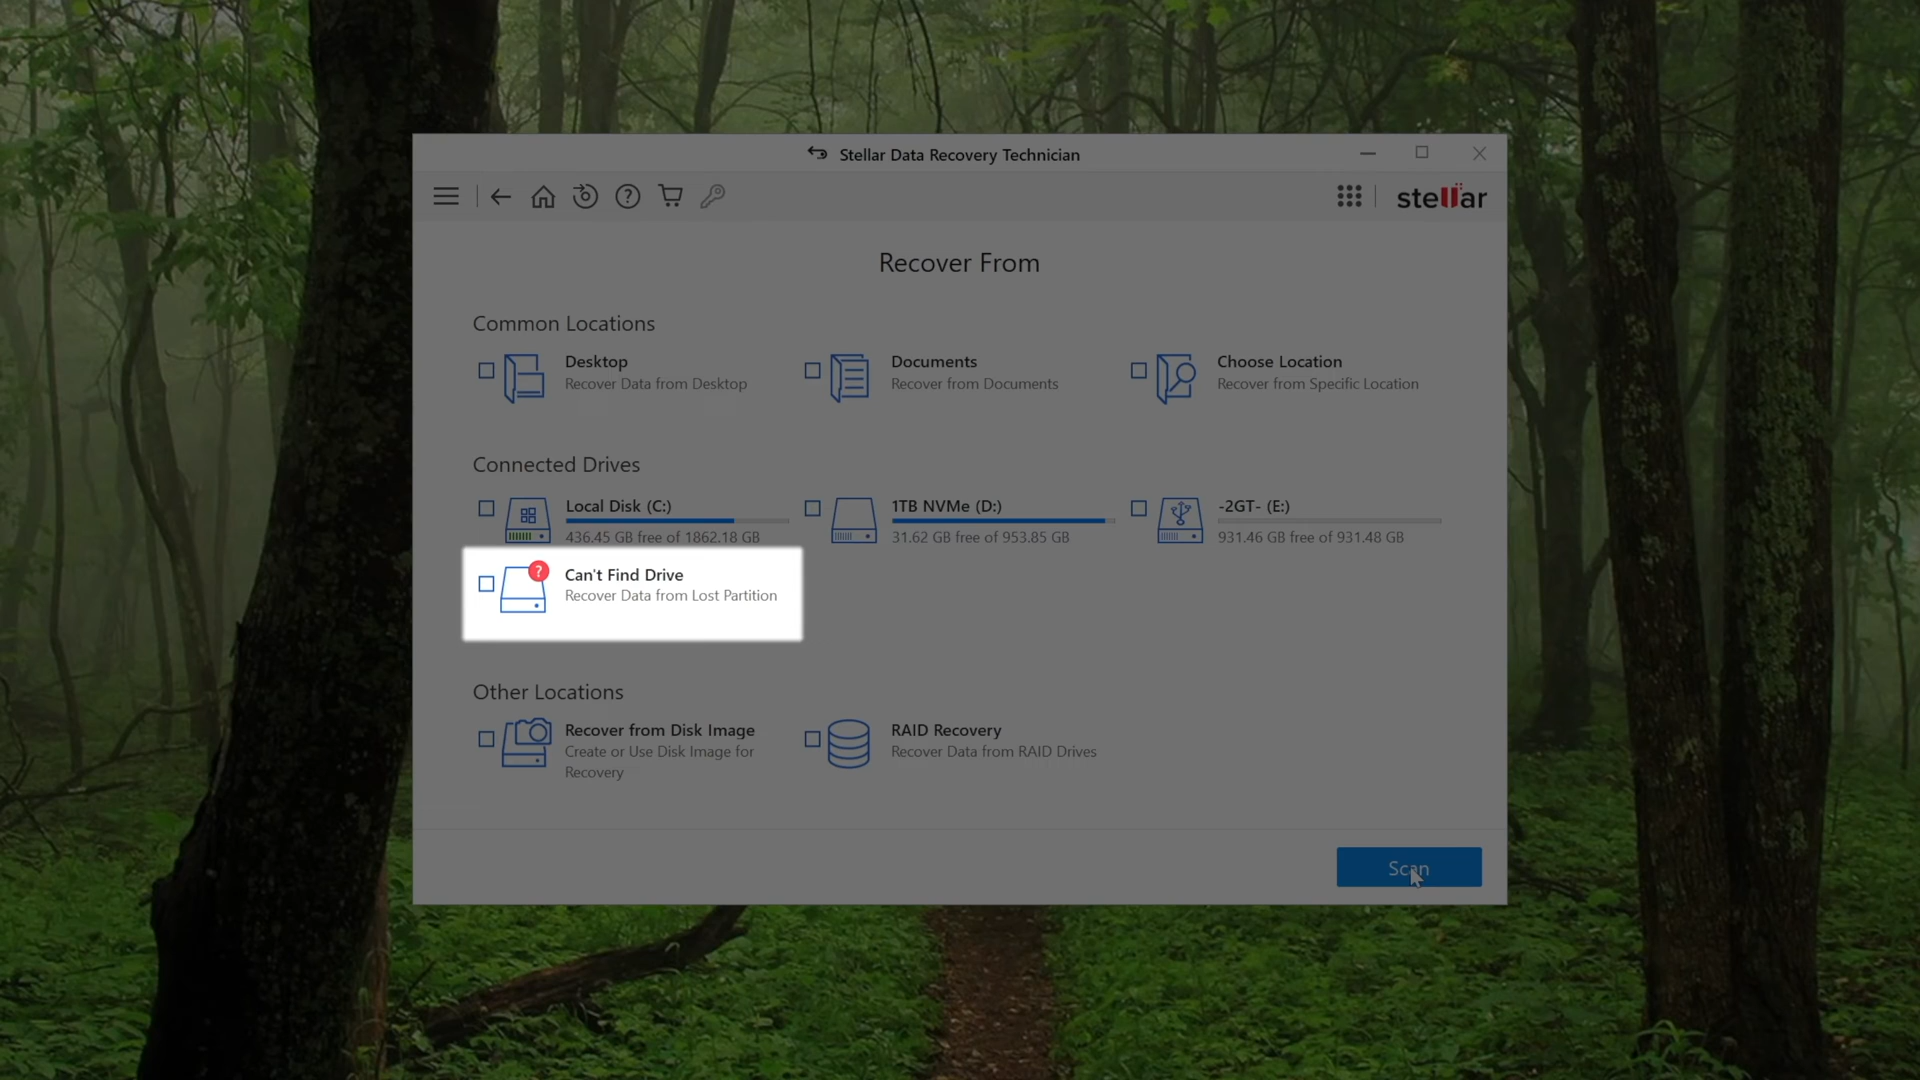 Stellar Data Recovery Technician
stellar
Recover From
Common Locations
Desktop
Recover Data from Desktop
Documents
Recover from Documents
Choose Location
Recover from Specific Location
Connected Drives
Local Disk (C:)
436.45 GB free of 1862.18 GB
1TB NVMe (D:)
31.62 GB free of 953.85 GB
-2GT- (E:)
931.46 GB free of 931.48 GB
?
Can't Find Drive
Recover Data from Lost Partition
Other Locations
Recover from Disk Image
Create or Use Disk Image for
Recovery
RAID Recovery
Recover Data from RAID Drives
Scan